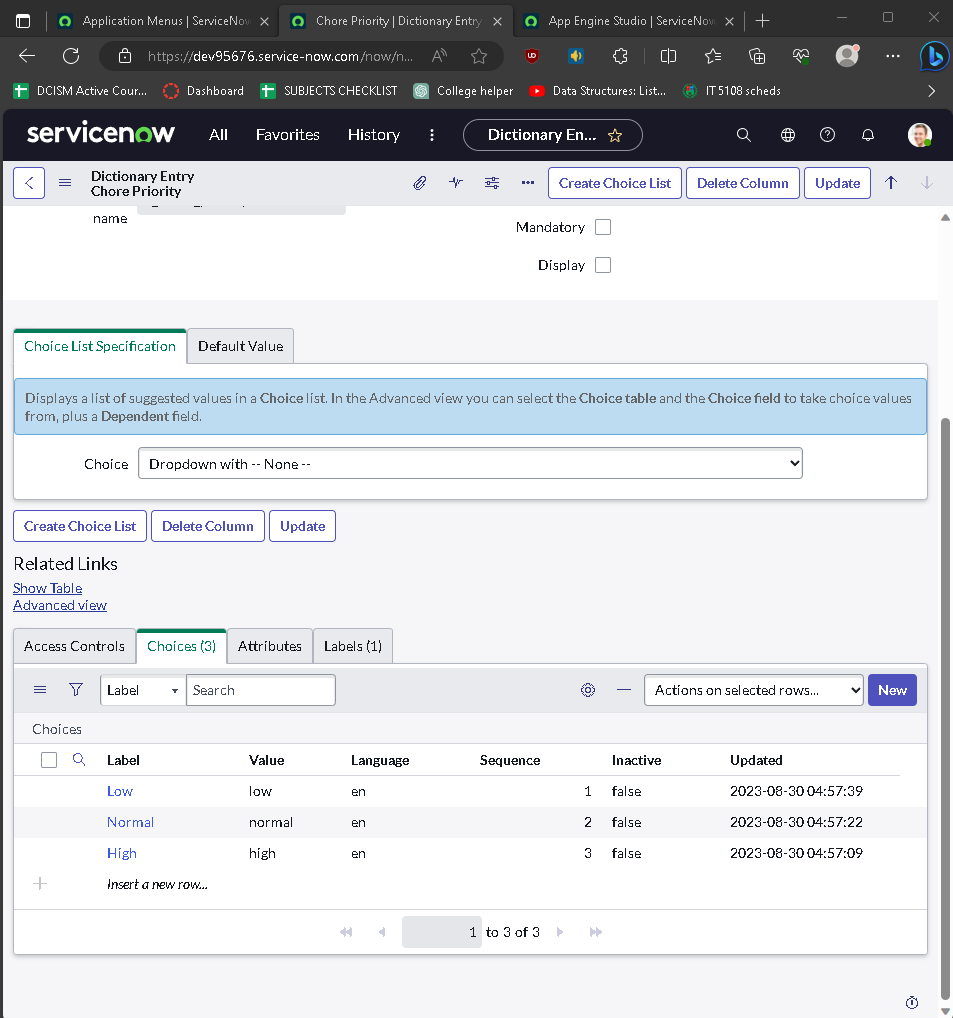 Application Menus | ServiceNow
Chore Priority | Dictionary Entry
App Engine Studio | ServiceNow
https://dev95676.service-now.com/now/n...
DCISM Active Cour...
Dashboard
SUBJECTS CHECKLIST
College helper
Data Structures: List...
IT 5108 scheds
servicenow
All
Favorites
History
Dictionary En...
Dictionary Entry
Chore Priority
Create Choice List
Delete Column
Update
name
Mandatory
Display
Choice List Specification
Default Value
Displays a list of suggested values in a Choice list. In the Advanced view you can select the Choice table and the Choice field to take choice values
from, plus a Dependent field.
Choice
Dropdown with -- None --
Create Choice List
Delete Column
Update
Related Links
Show Table
Advanced view
Access Controls
Choices (3)
Attributes
Labels (1)
Label
Search
Actions on selected rows...
New
Choices
Label Value Language Sequence Inactive Updated
Low low en 1 false 2023-08-30 04:57:39
Normal normal en 2 false 2023-08-30 04:57:22
High high en 3 false 2023-08-30 04:57:09
Insert a new row...
1 to 3 of 3